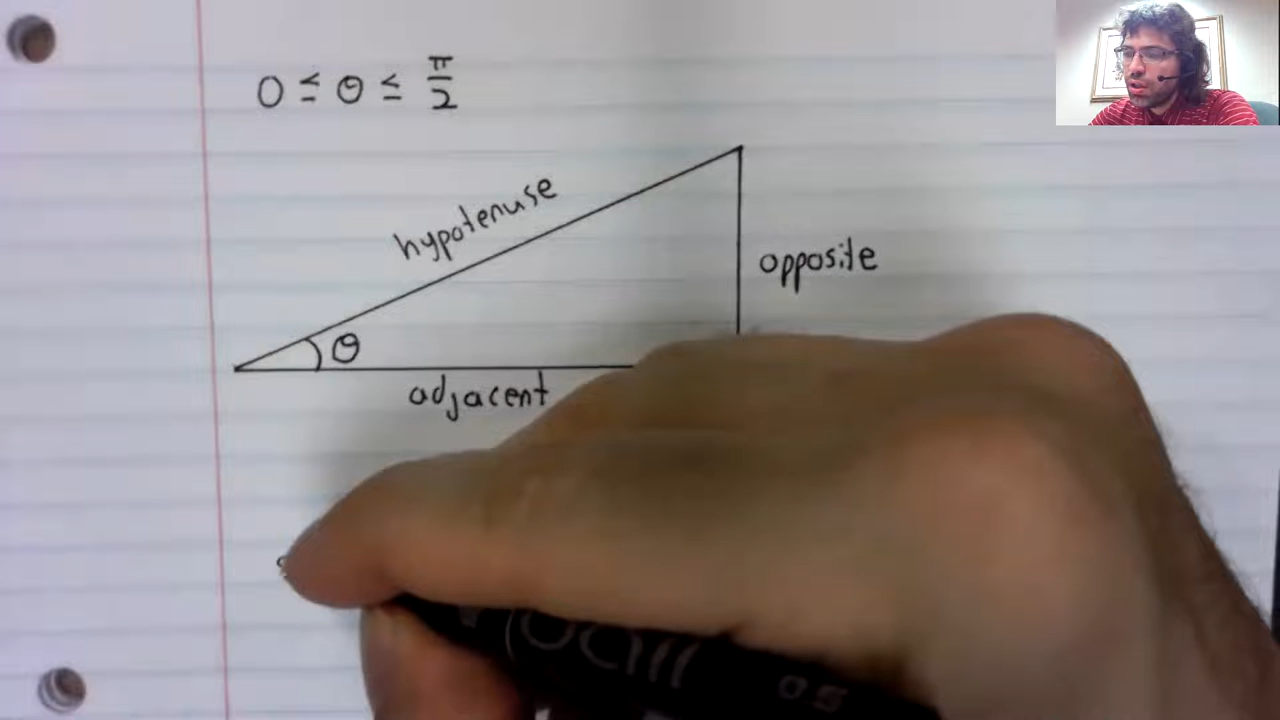 0 ≤ θ ≤ π/2
hypotenuse
opposite
θ
adjacent